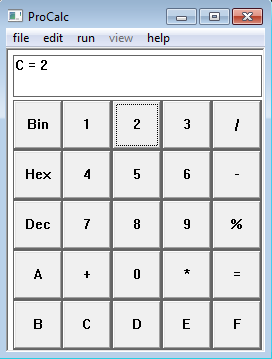 ProCalc
file edit run view help
C = 2
Bin 1 2 3 /
Hex 4 5 6 -
Dec 7 8 9 %
A + 0 * =
B C D E F